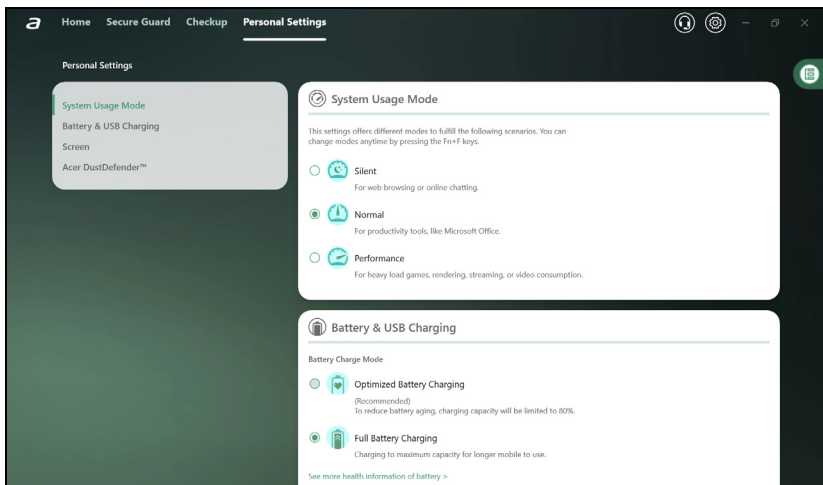 Home Secure Guard Checkup Personal Settings
Personal Settings
System Usage Mode
Battery & USB Charging
Screen
Acer DustDefender™
System Usage Mode
This settings offers different modes to fulfill the following scenarios. You can
change modes anytime by pressing the Fn+F keys.
Silent
For web browsing or online chatting.
Normal
For productivity tools, like Microsoft Office.
Performance
For heavy load games, rendering, streaming, or video consumption.
Battery & USB Charging
Battery Charge Mode
Optimized Battery Charging
(Recommended)
To reduce battery aging, charging capacity will be limited to 80%.
Full Battery Charging
Charging to maximum capacity for longer mobile to use.
See more health information of battery >